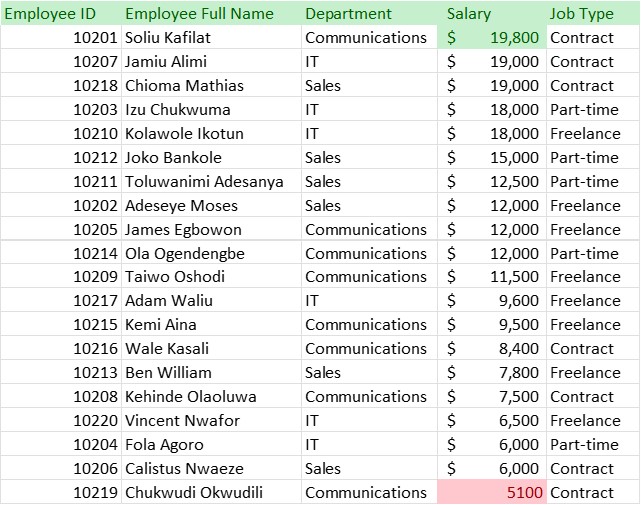 Employee ID Employee Full Name Department Salary Job Type
10201 Soliu Kafilat Communications $ 19,800 Contract
10207 Jamiu Alimi IT $ 19,000 Contract
10218 Chioma Mathias Sales $ 19,000 Contract
10203 Izu Chukwuma IT $ 18,000 Part-time
10210 Kolawole Ikotun IT $ 18,000 Freelance
10212 Joko Bankole Sales $ 15,000 Part-time
10211 Toluwanimi Adesanya Sales $ 12,500 Part-time
10202 Adeseye Moses Sales $ 12,000 Freelance
10205 James Egbowon Communications $ 12,000 Freelance
10214 Ola Ogendengbe Communications $ 12,000 Part-time
10209 Taiwo Oshodi Communications $ 11,500 Freelance
10217 Adam Waliu IT $ 9,600 Freelance
10215 Kemi Aina Communications $ 9,500 Freelance
10216 Wale Kasali Communications $ 8,400 Contract
10213 Ben William Sales $ 7,800 Freelance
10208 Kehinde Olaoluwa Communications $ 7,500 Contract
10220 Vincent Nwafor IT $ 6,500 Freelance
10204 Fola Agoro IT $ 6,000 Part-time
10206 Calistus Nwaeze Sales $ 6,000 Contract
10219 Chukwudi Okwudili Communications 5100 Contract